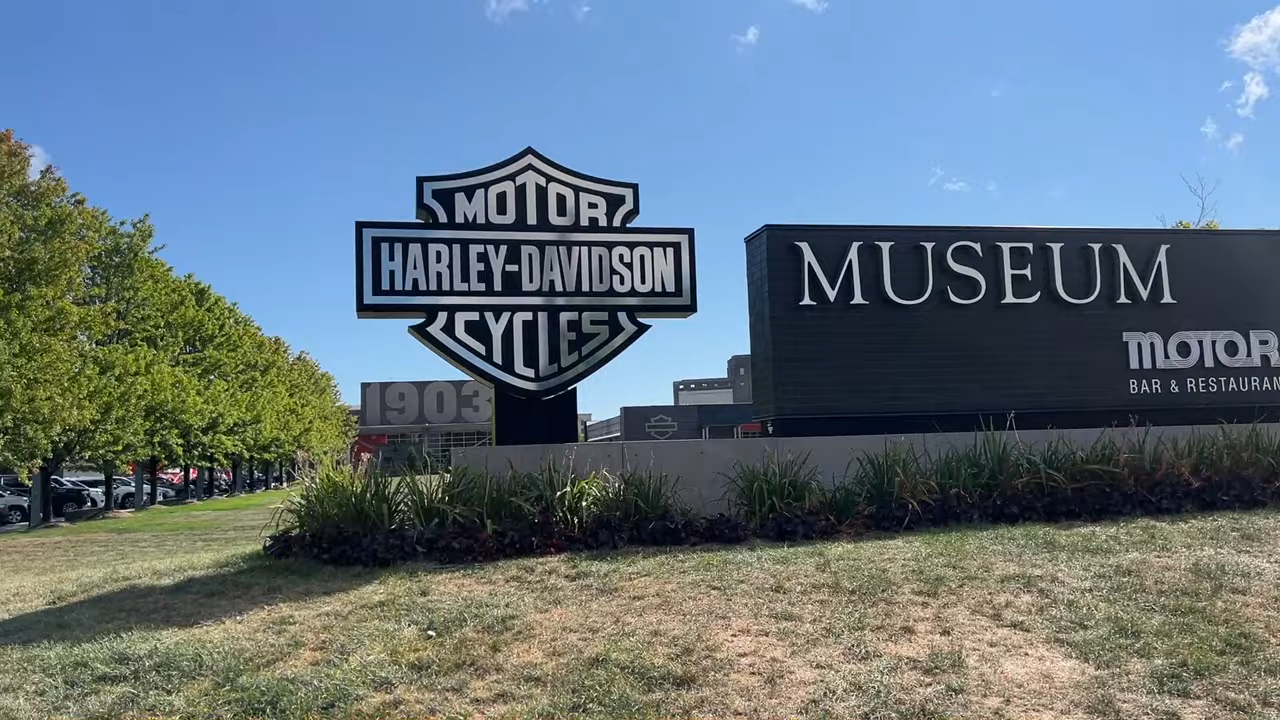 MOTOR
HARLEY-DAVIDSON
CYCLES
MUSEUM
MOTOR
BAR & RESTAURAN
1903